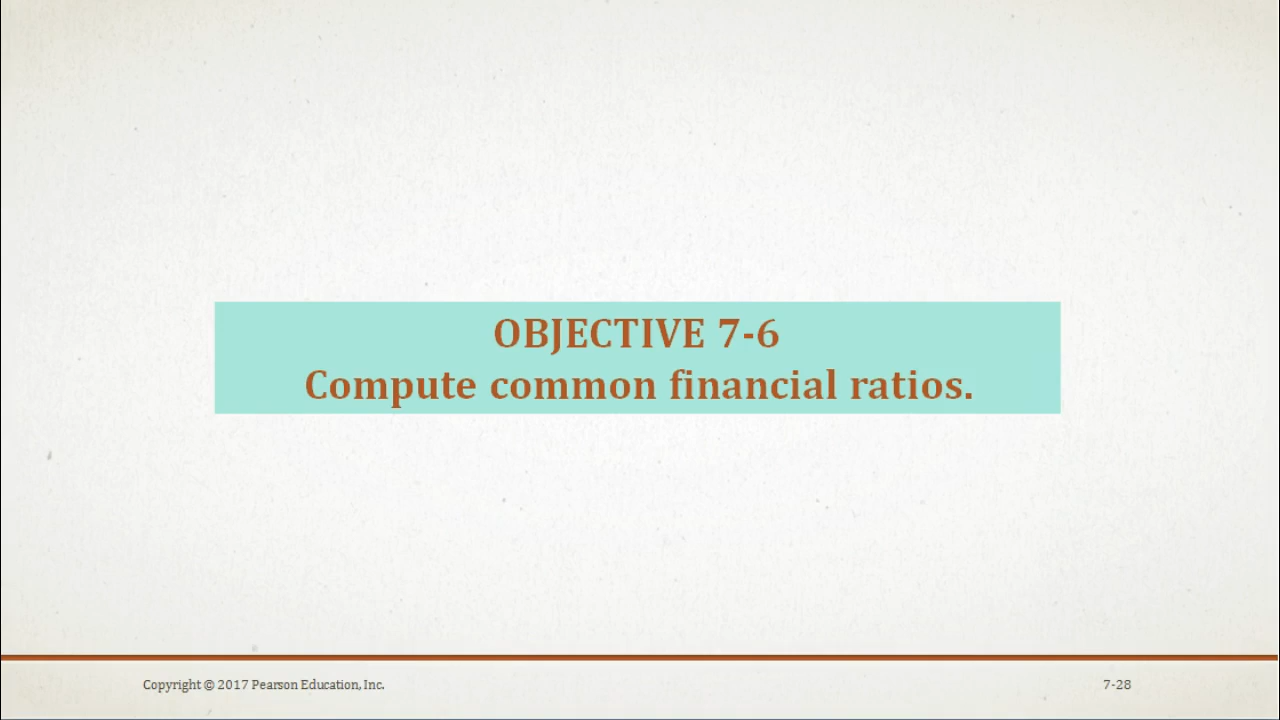 OBJECTIVE 7-6
Compute common financial ratios.
Copyright © 2017 Pearson Education, Inc.
7-28